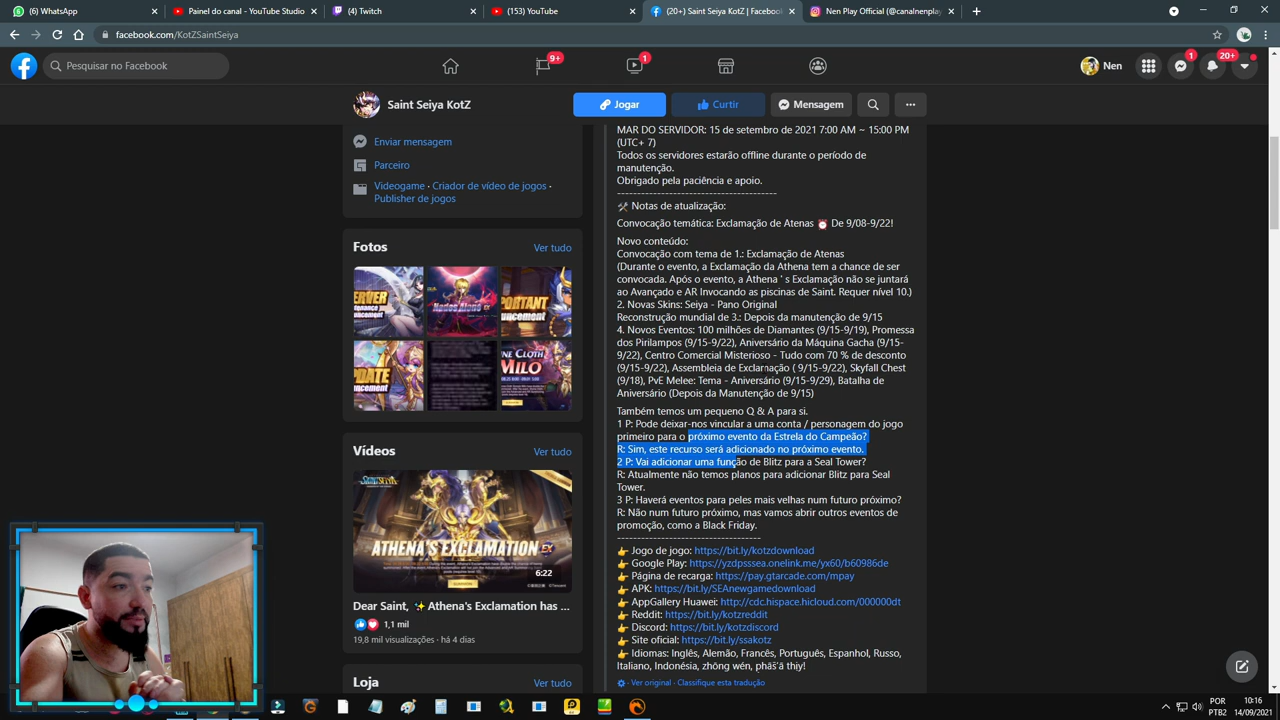 (6) WhatsApp
Painel do canal - YouTube Studio
(4) Twitch
(153) YouTube
(20+) Saint Seiya KotZ | Facebook
Nen Play Official (@canalnenplay
facebook.com/KotZSaintSeiya
Pesquisar no Facebook
9+
1
Nen
1
20+
Saint Seiya KotZ
Jogar
Curtir
Mensagem
Enviar mensagem
Parceiro
Videogame · Criador de vídeo de jogos ·
Publisher de jogos
Fotos
Ver tudo
Vídeos
Ver tudo
ATHENA'S EXCLAMATION EX
6:22
Dear Saint, ✨ Athena's Exclamation has ...
1,1 mil
19,8 mil visualizações · há 4 dias
Loja
Ver tudo
MAR DO SERVIDOR: 15 de setembro de 2021 7:00 AM ~ 15:00 PM
(UTC+ 7)
Todos os servidores estarão offline durante o período de
manutenção.
Obrigado pela paciência e apoio.
----------------------------------------
🛠 Notas de atualização:
Convocação temática: Exclamação de Atenas ⏰ De 9/08-9/22!
Novo conteúdo:
Convocação com tema de 1.: Exclamação de Atenas
(Durante o evento, a Exclamação da Athena tem a chance de ser
convocada. Após o evento, a Athena ' s Exclamação não se juntará
ao Avançado e AR Invocando as piscinas de Saint. Requer nível 10.)
2. Novas Skins: Seiya - Pano Original
Reconstrução mundial de 3.: Depois da manutenção de 9/15
4. Novos Eventos: 100 milhões de Diamantes (9/15-9/19), Promessa
dos Pirilampos (9/15-9/22), Aniversário da Máquina Gacha (9/15-
9/22), Centro Comercial Misterioso - Tudo com 70 % de desconto
(9/15-9/22), Assembleia de Exclamação ( 9/15-9/22), Skyfall Chest
(9/18), PvE Melee: Tema - Aniversário (9/15-9/29), Batalha de
Aniversário (Depois da Manutenção de 9/15)
Também temos um pequeno Q & A para si.
1 P: Pode deixar-nos vincular a uma conta / personagem do jogo
primeiro para o próximo evento da Estrela do Campeão?
R: Sim, este recurso será adicionado no próximo evento.
2 P: Vai adicionar uma função de Blitz para a Seal Tower?
R: Atualmente não temos planos para adicionar Blitz para Seal
Tower.
3 P: Haverá eventos para peles mais velhas num futuro próximo?
R: Não num futuro próximo, mas vamos abrir outros eventos de
promoção, como a Black Friday.
------------------------------------
👉 Jogo de jogo: https://bit.ly/kotzdownload
👉 Google Play: https://yzdpsssea.onelink.me/yx60/b60986de
👉 Página de recarga: https://pay.gtarcade.com/mpay
👉 APK: https://bit.ly/SEAnewgamedownload
👉 AppGallery Huawei: http://cdc.hispace.hicloud.com/000000dt
👉 Reddit: https://bit.ly/kotzreddit
👉 Discord: https://bit.ly/kotzdiscord
👉 Site oficial: https://bit.ly/ssakotz
👉 Idiomas: Inglês, Alemão, Francês, Português, Espanhol, Russo,
Italiano, Indonésia, zhōng wén, phāš'ā thiy!
· Ver original · Classifique esta tradução
POR
PTB2
10:16
14/09/2021